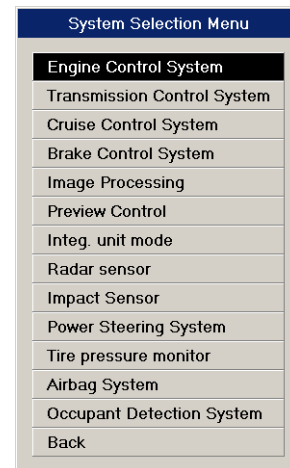 System Selection Menu
Engine Control System
Transmission Control System
Cruise Control System
Brake Control System
Image Processing
Preview Control
Integ. unit mode
Radar sensor
Impact Sensor
Power Steering System
Tire pressure monitor
Airbag System
Occupant Detection System
Back